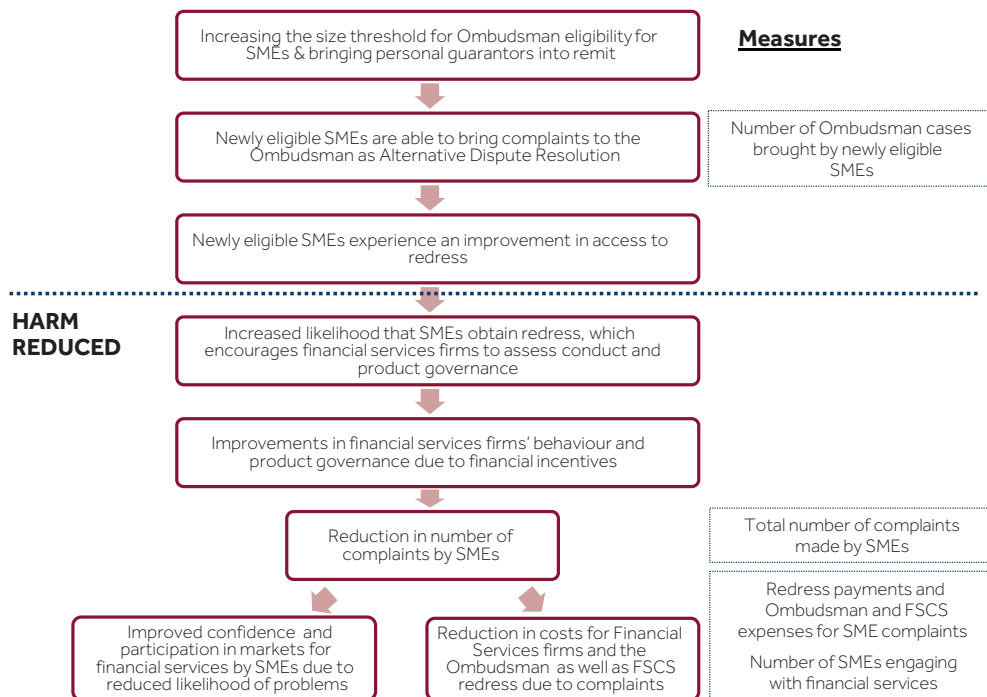 Increasing the size threshold for Ombudsman eligibility for
SMEs & bringing personal guarantors into remit
Measures
Newly eligible SMEs are able to bring complaints to the
Ombudsman as Alternative Dispute Resolution
Number of Ombudsman cases
brought by newly eligible
SMEs
Newly eligible SMEs experience an improvement in access to
redress
HARM
REDUCED
Increased likelihood that SMEs obtain redress, which
encourages financial services firms to assess conduct and
product governance
Improvements in financial services firms' behaviour and
product governance due to financial incentives
Reduction in number of
complaints by SMEs
Total number of complaints
made by SMEs
Improved confidence and
participation in markets for
financial services by SMEs due to
reduced likelihood of problems
Reduction in costs for Financial
Services firms and the
Ombudsman as well as FSCS
redress due to complaints
Redress payments and
Ombudsman and FSCS
expenses for SME complaints
Number of SMEs engaging
with financial services